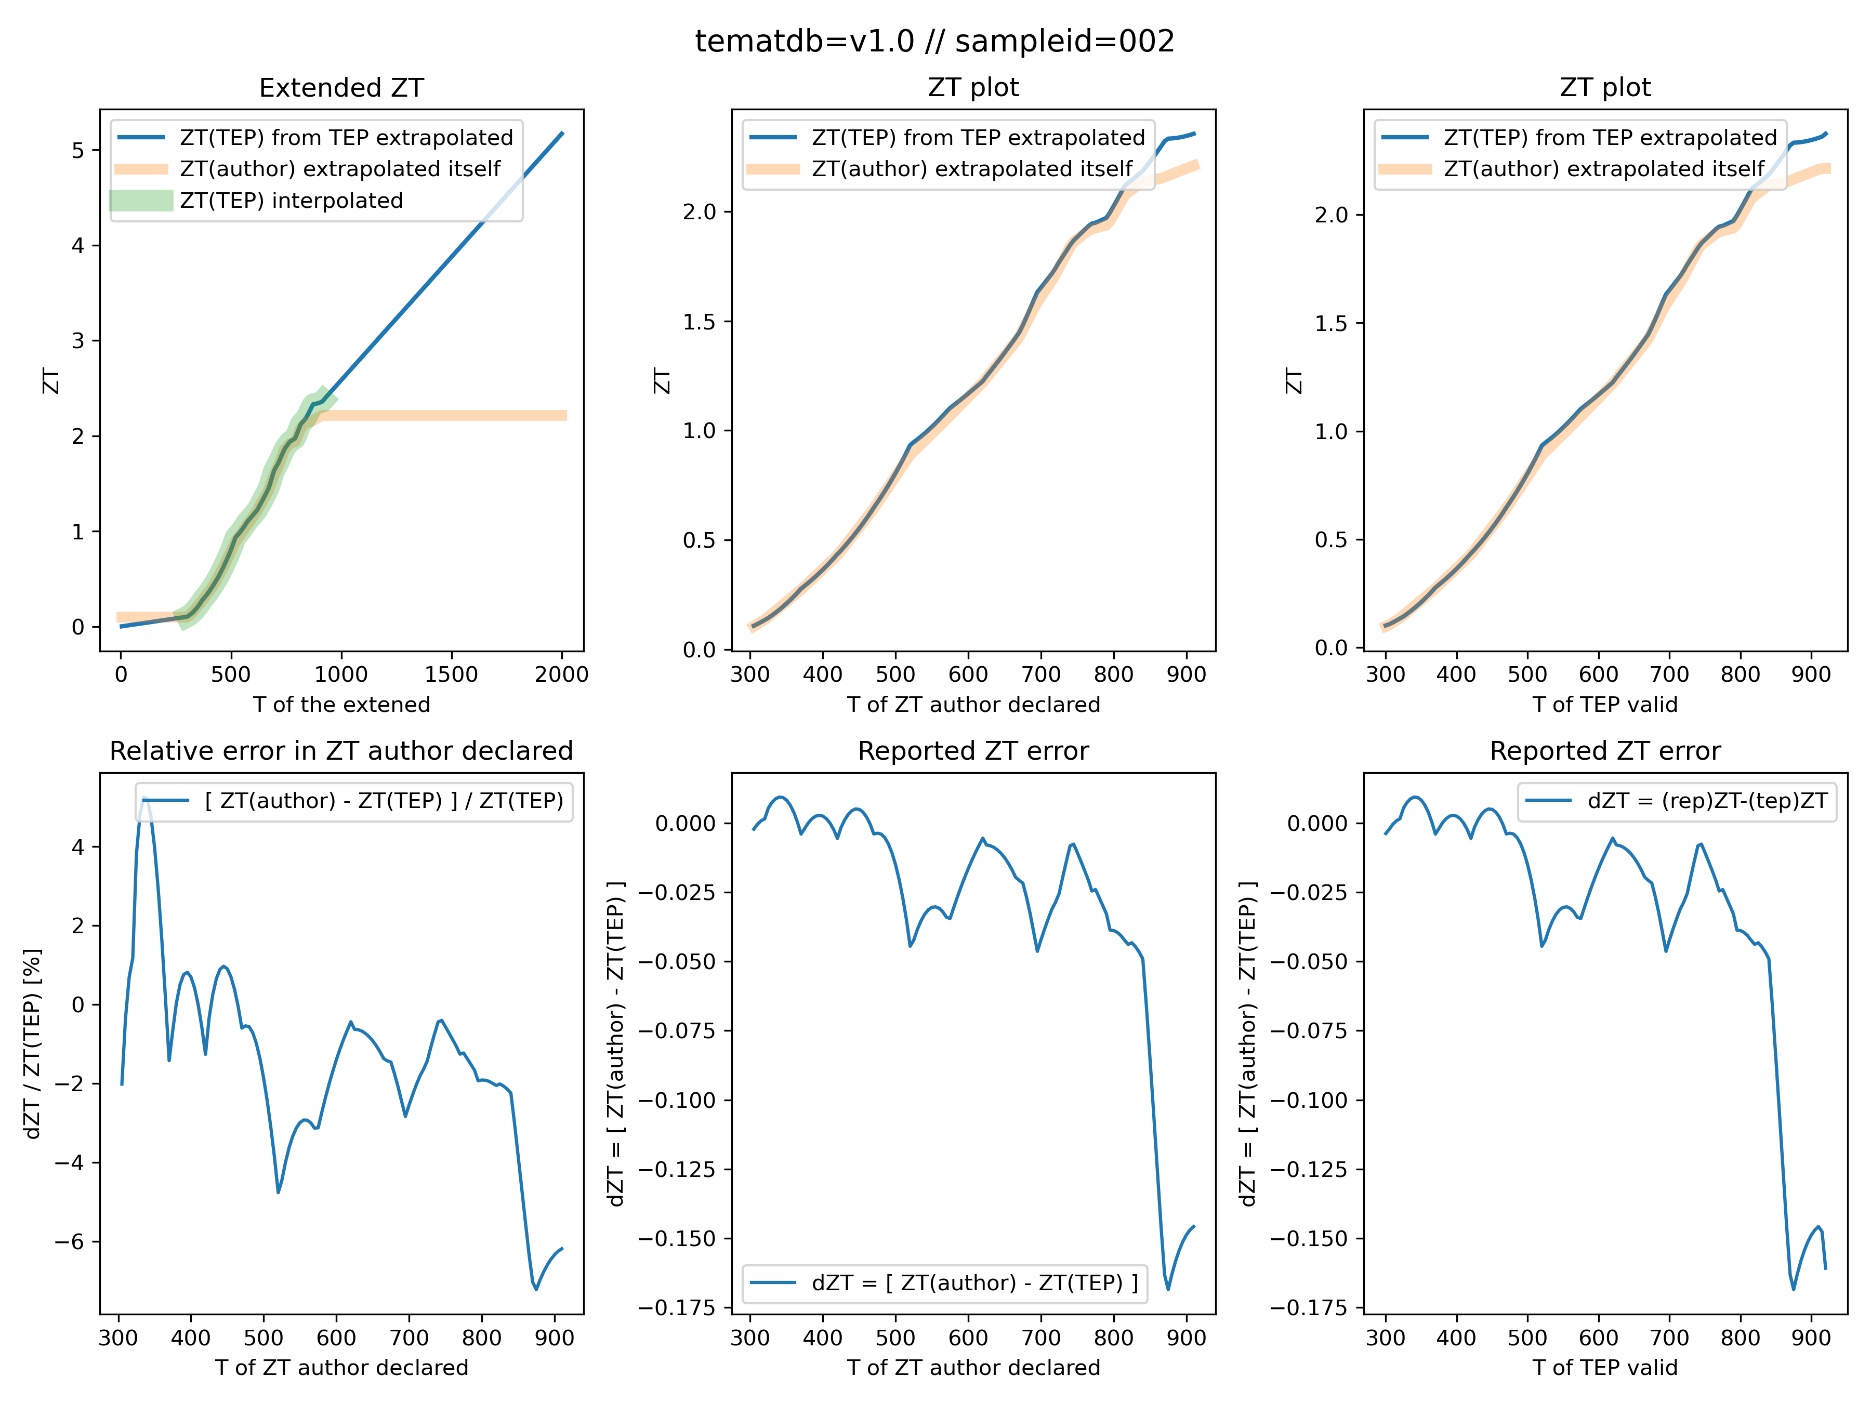 tematdb=v1.0 // sampleid=002
Extended ZT
ZT(TEP) from TEP extrapolated
ZT(author) extrapolated itself
ZT(TEP) interpolated
ZT
5
4
3
2
1
0
0 500 1000 1500 2000
T of the extened
ZT plot
ZT(TEP) from TEP extrapolated
ZT(author) extrapolated itself
ZT
2.0
1.5
1.0
0.5
0.0
300 400 500 600 700 800 900
T of ZT author declared
ZT plot
ZT(TEP) from TEP extrapolated
ZT(author) extrapolated itself
ZT
2.0
1.5
1.0
0.5
0.0
300 400 500 600 700 800 900
T of TEP valid
Relative error in ZT author declared
[ ZT(author) - ZT(TEP) ] / ZT(TEP)
dZT / ZT(TEP) [%]
4
2
0
−2
−4
−6
300 400 500 600 700 800 900
T of ZT author declared
Reported ZT error
dZT = [ ZT(author) - ZT(TEP) ]
0.000
−0.025
−0.050
−0.075
−0.100
−0.125
−0.150
−0.175
dZT = [ ZT(author) - ZT(TEP) ]
300 400 500 600 700 800 900
T of ZT author declared
Reported ZT error
dZT = (rep)ZT-(tep)ZT
dZT = [ ZT(author) - ZT(TEP) ]
0.000
−0.025
−0.050
−0.075
−0.100
−0.125
−0.150
−0.175
300 400 500 600 700 800 900
T of TEP valid